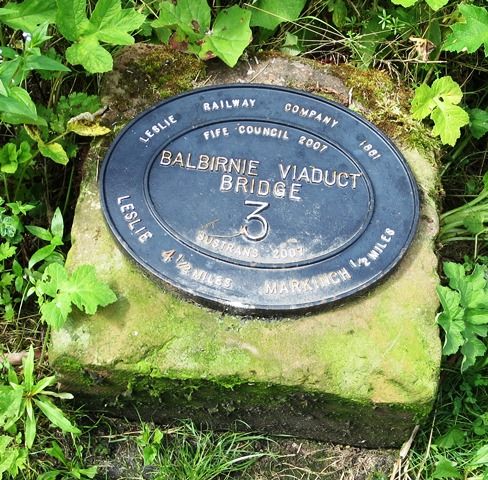 LESLIE RAILWAY COMPANY 1861
FIFE COUNCIL 2007
BALBIRNIE VIADUCT
BRIDGE
3
SUSTRANS 2007
LESLIE
4 1/2 MILES
MARKINCH 1/2 MILES